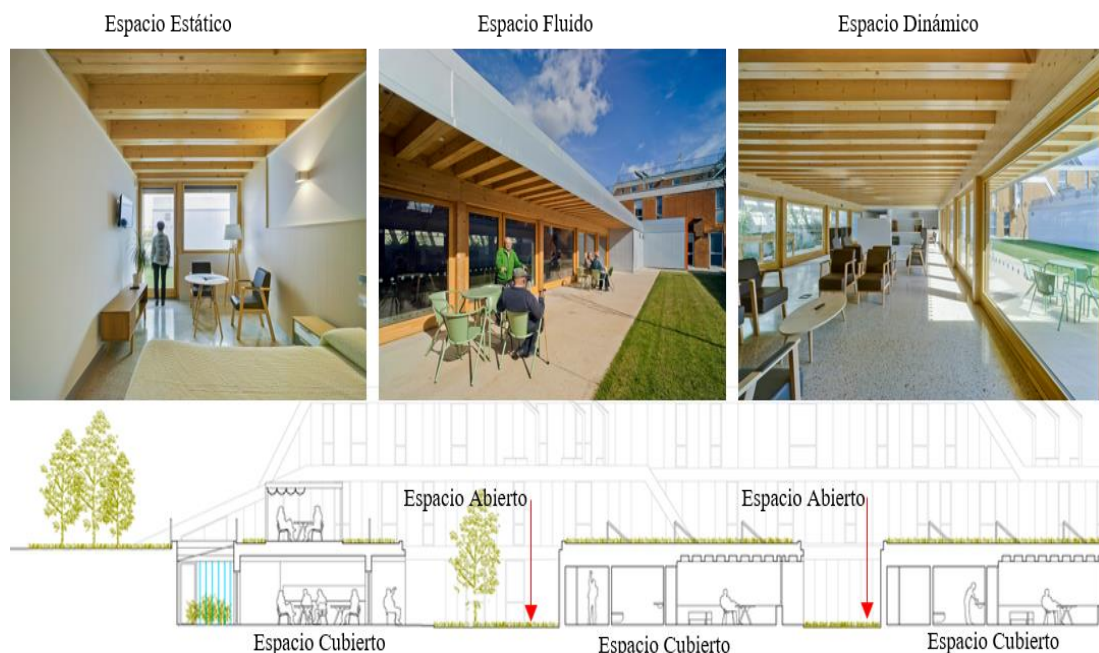 Espacio Estático
Espacio Fluido
Espacio Dinámico
Espacio Abierto
Espacio Abierto
Espacio Cubierto
Espacio Cubierto
Espacio Cubierto